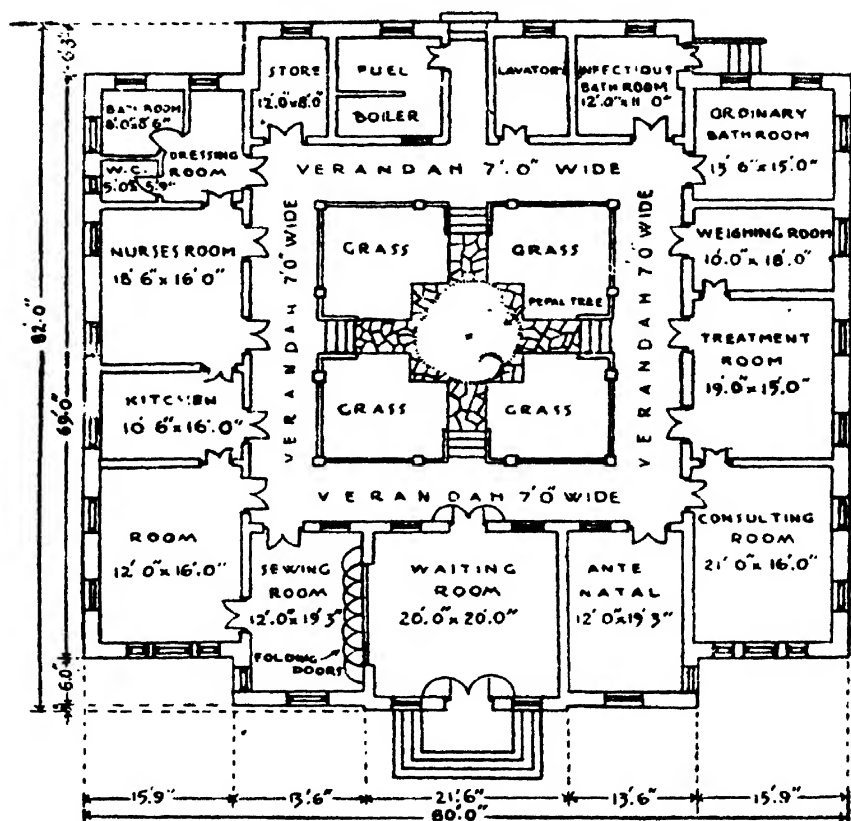 STORE
12'.0"x8'.0"
FUEL
BOILER
LAVATORY
INFECTIOUS
BATH ROOM
12'.0"x11'.0"
BATH ROOM
8'.0"x8'6"
DRESSING
ROOM
W.C.
5'.0"x5'.9"
ORDINARY
BATHROOM
13'6"x15'.0"
VERANDAH 7'.0" WIDE
NURSES ROOM
18'6"x16'.0"
VERANDAH 7'0" WIDE
GRASS
GRASS
PEPAL TREE
VERANDAH 7'0" WIDE
WEIGHING ROOM
10'.0"x18'.0"
TREATMENT
ROOM
19'.0"x15'.0"
KITCHEN
10'6"x16'.0"
GRASS
GRASS
VERANDAH 7'0" WIDE
ROOM
12'0"x16'.0"
SEWING
ROOM
12'.0"x19'3"
FOLDING
DOORS
WAITING
ROOM
20'.0"x20'.0"
ANTE
NATAL
12'0"x19'3"
CONSULTING
ROOM
21'.0"x16'.0"
6'.3"
82'.0"
69'.0"
6'.0"
15'.9"
13'.6"
21'.6"
13'.6"
15'.9"
80'.0"